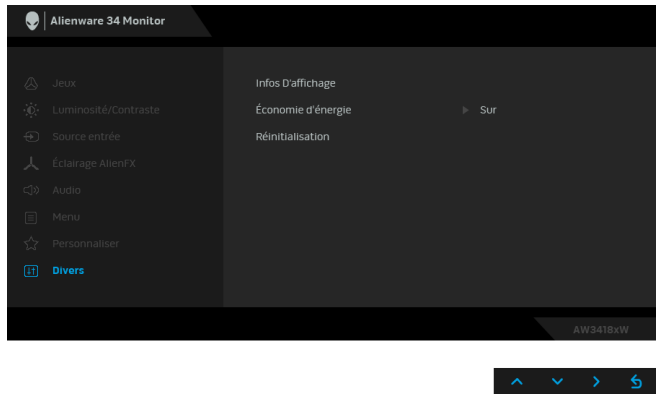 Alienware 34 Monitor
Jeux
Luminosité/Contraste
Source entrée
Éclairage AlienFX
Audio
Menu
Personnaliser
Divers
Infos D'affichage
Économie d'énergie Sur
Réinitialisation
AW3418xW